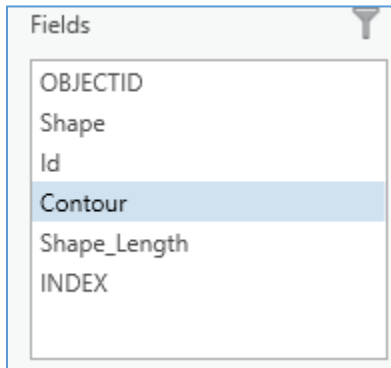 Fields
OBJECTID
Shape
Id
Contour
Shape_Length
INDEX